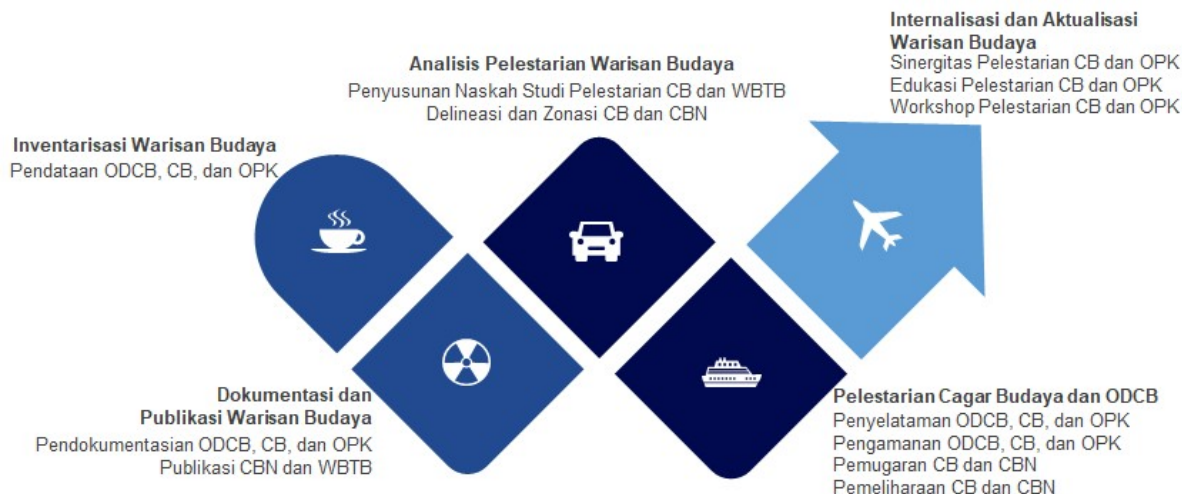 Inventarisasi Warisan Budaya
Pendataan ODCB, CB, dan OPK
Dokumentasi dan
Publikasi Warisan Budaya
Pendokumentasian ODCB, CB, dan OPK
Publikasi CBN dan WBTB
Analisis Pelestarian Warisan Budaya
Penyusunan Naskah Studi Pelestarian CB dan WBTB
Delineasi dan Zonasi CB dan CBN
Pelestarian Cagar Budaya dan ODCB
Penyelataman ODCB, CB, dan OPK
Pengamanan ODCB, CB, dan OPK
Pemugaran CB dan CBN
Pemeliharaan CB dan CBN
Internalisasi dan Aktualisasi
Warisan Budaya
Sinergitas Pelestarian CB dan OPK
Edukasi Pelestarian CB dan OPK
Workshop Pelestarian CB dan OPK